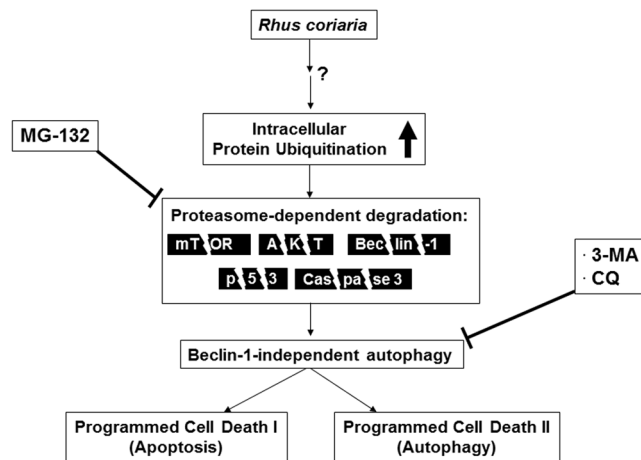 Rhus coriaria
?
Intracellular
Protein Ubiquitination
MG-132
Proteasome-dependent degradation:
mTOR AKT Beclin-1
p53 Caspase 3
· 3-MA
· CQ
Beclin-1-independent autophagy
Programmed Cell Death I
(Apoptosis)
Programmed Cell Death II
(Autophagy)